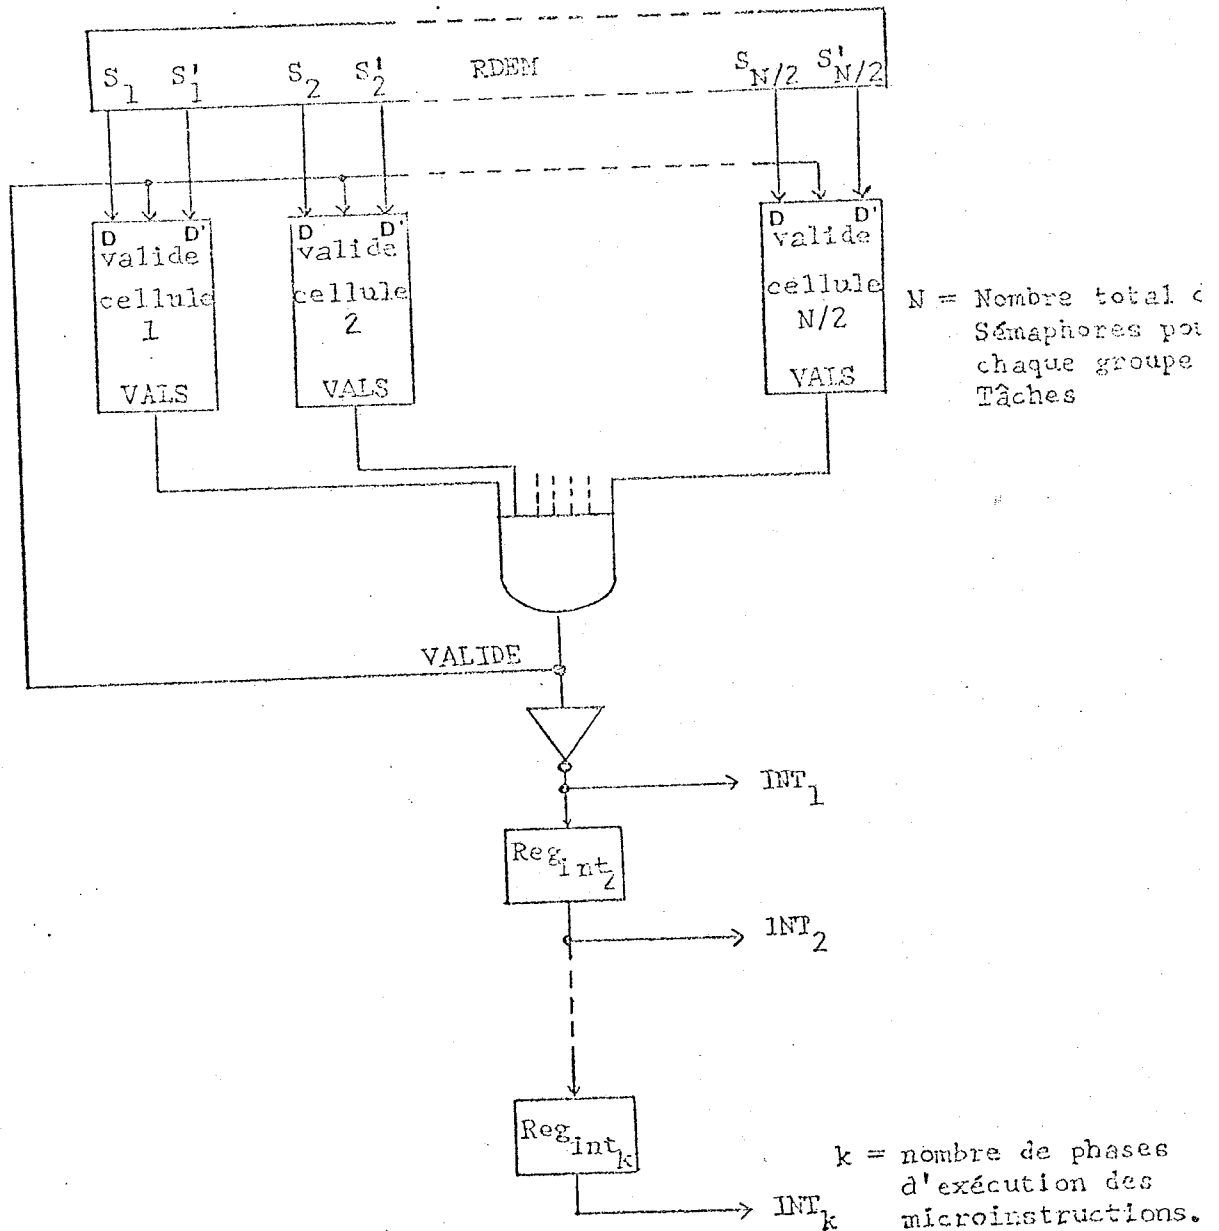 S1 S'1 S2 S'2 RDEM SN/2 S'N/2
D D' D D' D D'
valide valide valide
cellule cellule cellule
1 2 N/2
VALS VALS VALS
N = Nombre total
Sémaphores
chaque groupe
Tâches
VALIDE
INT1
Regint2
INT2
Regintk
INTk
k = nombre de phases
d'exécution des
microinstructions.